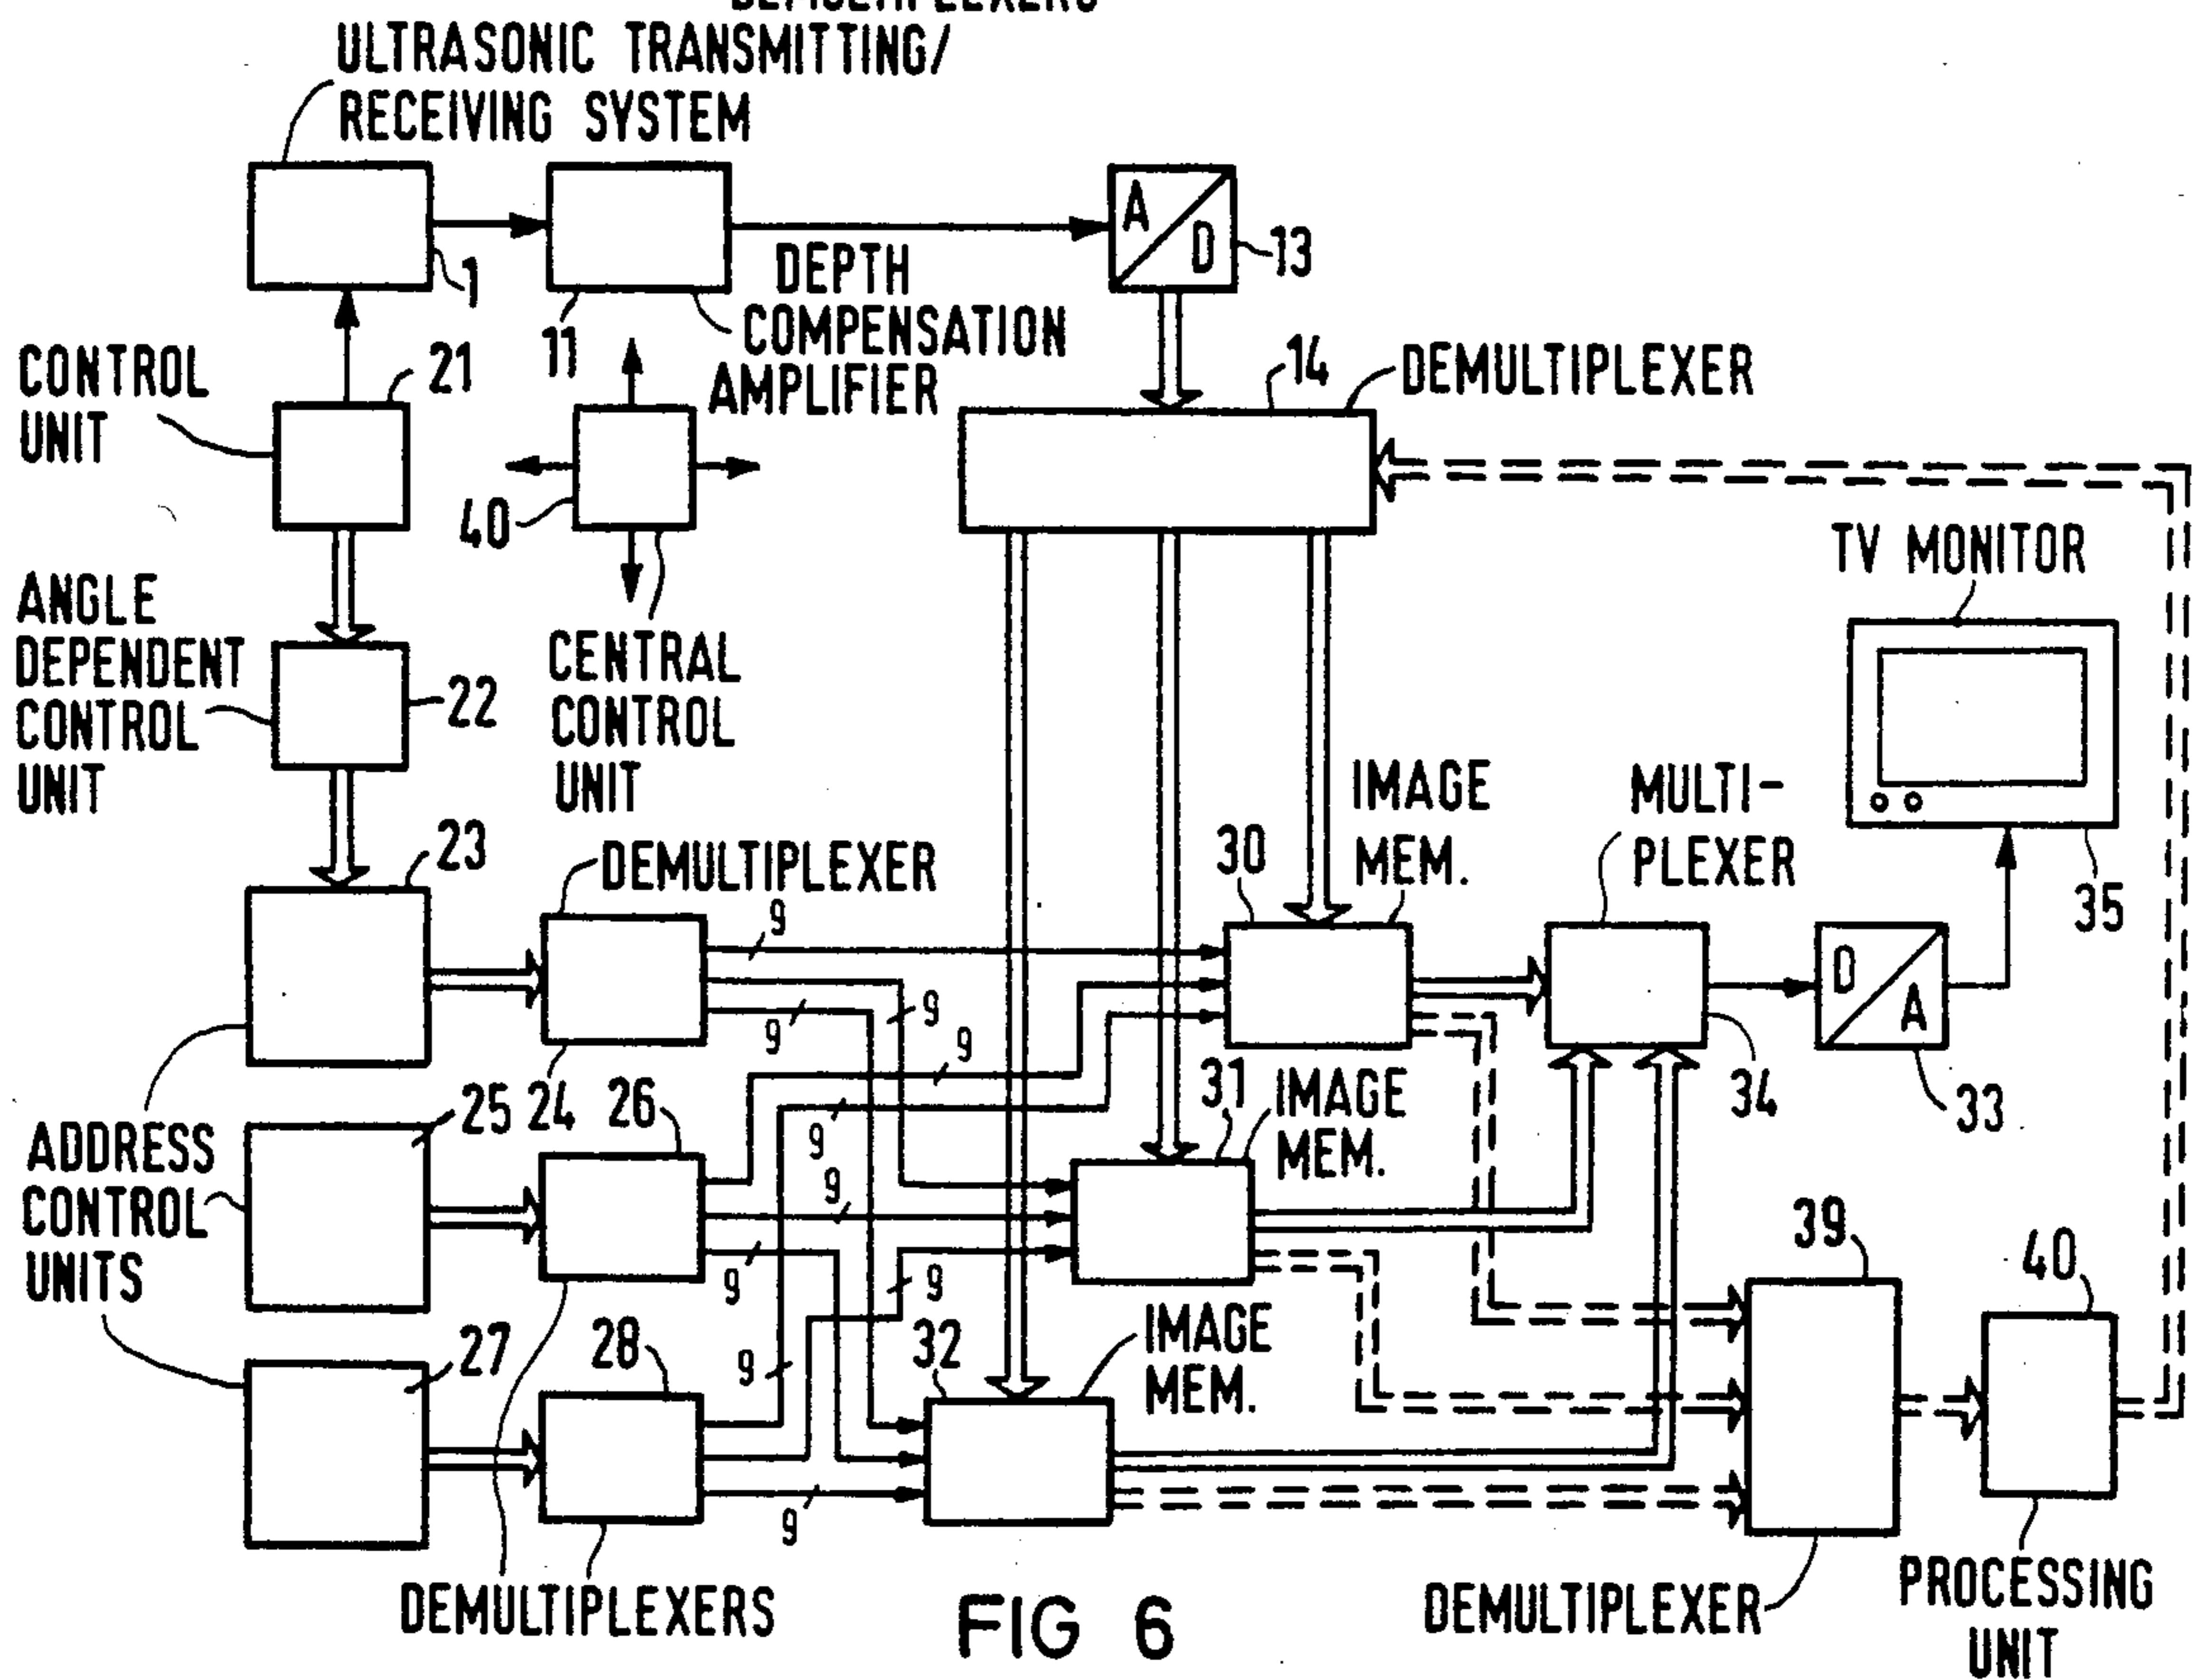 DEMULTIPLEXERS
ULTRASONIC TRANSMITTING/
RECEIVING SYSTEM
A
D
13
1
11
DEPTH
COMPENSATION
AMPLIFIER
CONTROL
UNIT
21
14
DEMULTIPLEXER
40
TV MONITOR
ANGLE
DEPENDENT
CONTROL
UNIT
22
CENTRAL
CONTROL
UNIT
IMAGE
MEM.
MULTI-
PLEXER
23
DEMULTIPLEXER
30
35
9
9
9
9
D
A
24
25
26
31
IMAGE
MEM.
34
33
ADDRESS
CONTROL
UNITS
9
9
9
9
39
40
27
28
9
32
IMAGE
MEM.
9
DEMULTIPLEXERS
FIG 6
DEMULTIPLEXER
PROCESSING
UNIT